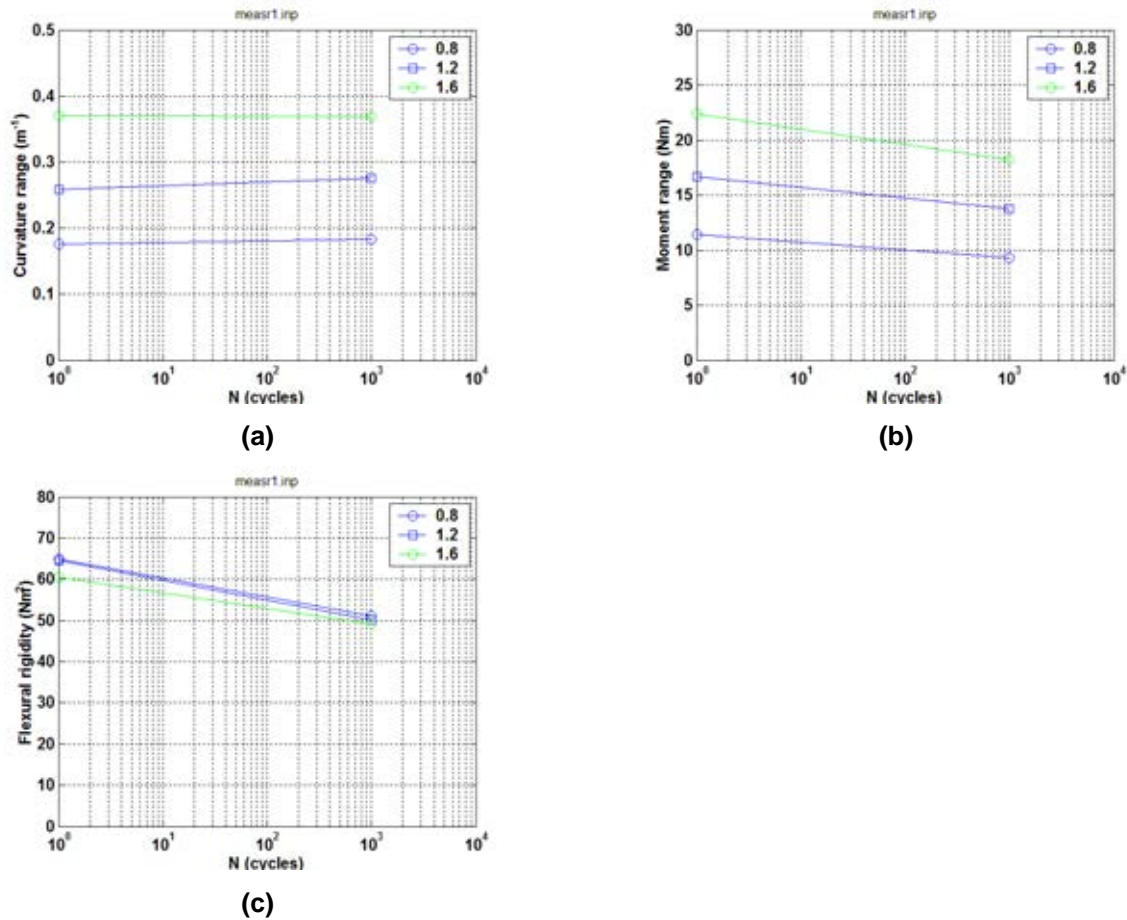 measr1.inp
0.5
0.4
0.3
0.2
0.1
0
Curvature range (m⁻¹)
0.8
1.2
1.6
10⁰ 10¹ 10² 10³ 10⁴
N (cycles)
(a)
measr1.inp
30
25
20
15
10
5
0
Moment range (Nm)
0.8
1.2
1.6
10⁰ 10¹ 10² 10³ 10⁴
N (cycles)
(b)
measr1.inp
80
70
60
50
40
30
20
10
0
Flexural rigidity (Nm²)
0.8
1.2
1.6
10⁰ 10¹ 10² 10³ 10⁴
N (cycles)
(c)